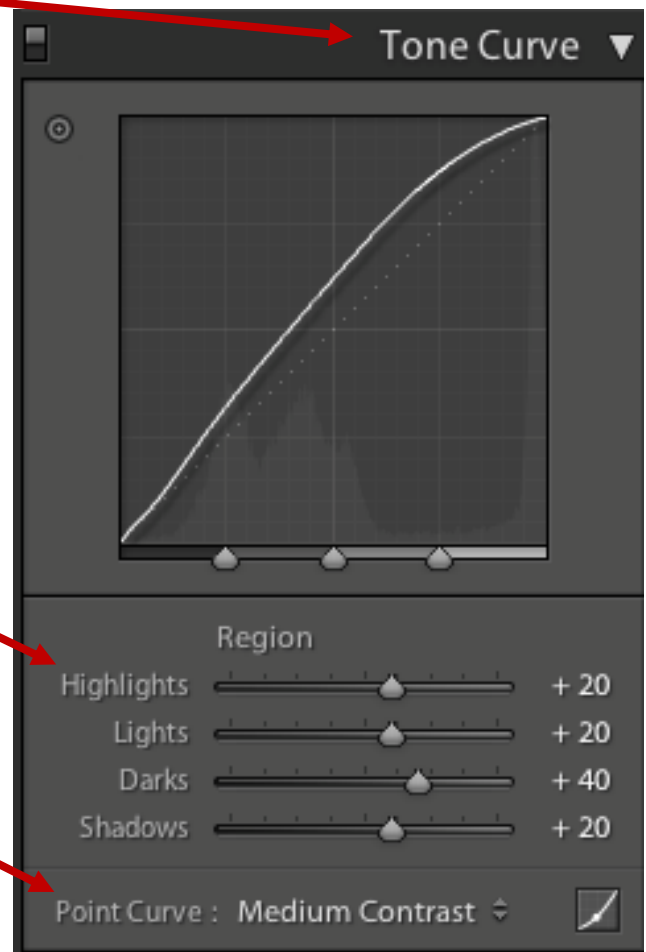 Tone Curve
Region
Highlights + 20
Lights + 20
Darks + 40
Shadows + 20
Point Curve : Medium Contrast